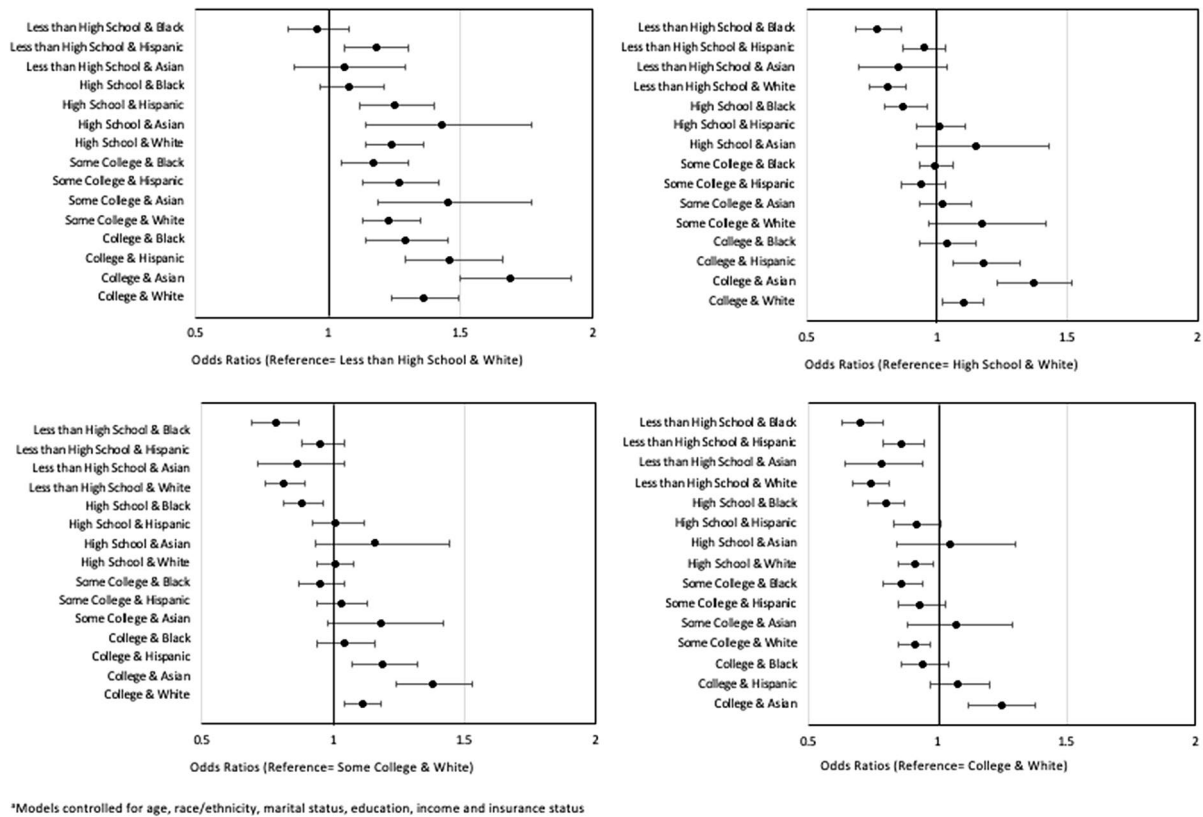 Less than High School & Black
Less than High School & Hispanic
Less than High School & Asian
High School & Black
High School & Hispanic
High School & Asian
High School & White
Some College & Black
Some College & Hispanic
Some College & Asian
Some College & White
College & Black
College & Hispanic
College & Asian
College & White
0.5 1 1.5 2
Odds Ratios (Reference= Less than High School & White)
Less than High School & Black
Less than High School & Hispanic
Less than High School & Asian
Less than High School & White
High School & Black
High School & Hispanic
High School & Asian
Some College & Black
Some College & Hispanic
Some College & Asian
Some College & White
College & Black
College & Hispanic
College & Asian
College & White
0.5 1 1.5 2
Odds Ratios (Reference= High School & White)
Less than High School & Black
Less than High School & Hispanic
Less than High School & Asian
Less than High School & White
High School & Black
High School & Hispanic
High School & Asian
High School & White
Some College & Black
Some College & Hispanic
Some College & Asian
College & Black
College & Hispanic
College & Asian
College & White
0.5 1 1.5 2
Odds Ratios (Reference= Some College & White)
Less than High School & Black
Less than High School & Hispanic
Less than High School & Asian
Less than High School & White
High School & Black
High School & Hispanic
High School & Asian
High School & White
Some College & Black
Some College & Hispanic
Some College & Asian
Some College & White
College & Black
College & Hispanic
College & Asian
0.5 1 1.5 2
Odds Ratios (Reference= College & White)
ᵃModels controlled for age, race/ethnicity, marital status, education, income and insurance status